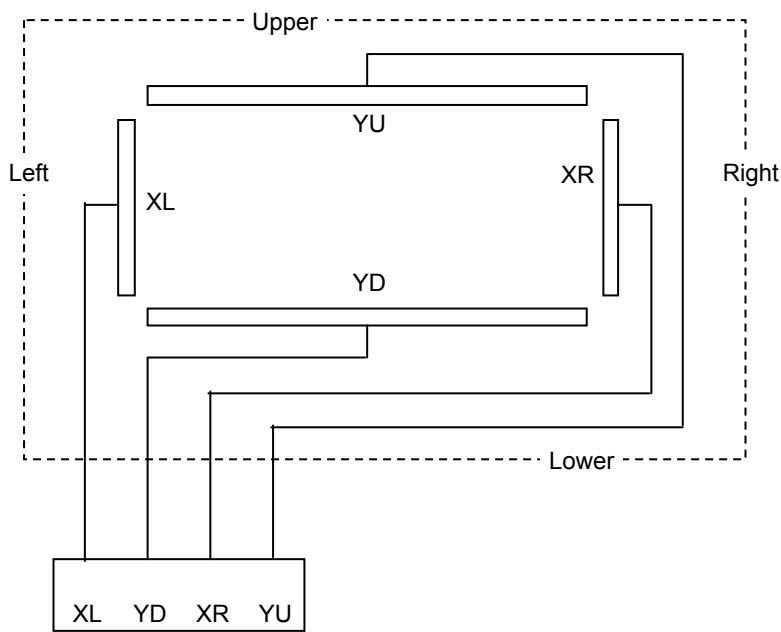 Upper
YU
Left
XR
Right
XL
YD
Lower
XL YD XR YU